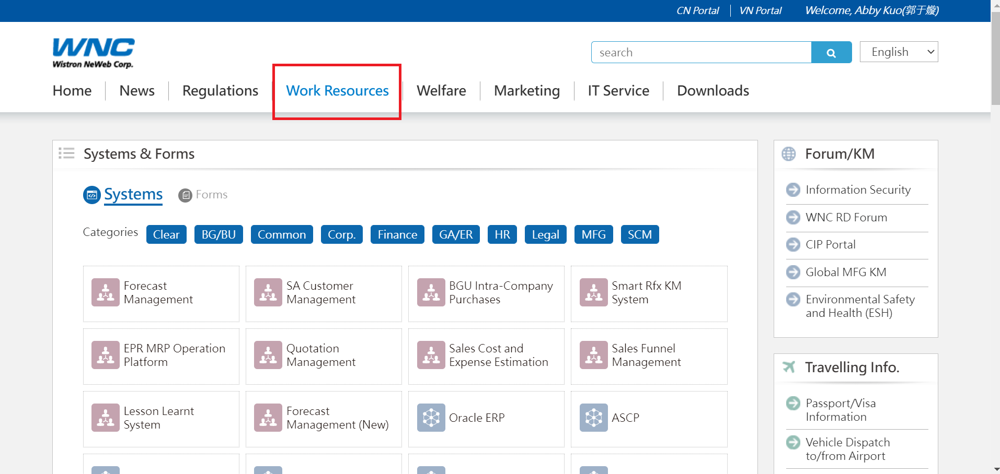 CN Portal VN Portal Welcome, Abby Kuo(郭于嫙)
WNC
Wistron NeWeb Corp.
search
English
Home News Regulations Work Resources Welfare Marketing IT Service Downloads
Systems & Forms
Systems Forms
Categories Clear BG/BU Common Corp. Finance GA/ER HR Legal MFG SCM
Forecast
Management
SA Customer
Management
BGU Intra-Company
Purchases
Smart Rfx KM
System
EPR MRP Operation
Platform
Quotation
Management
Sales Cost and
Expense Estimation
Sales Funnel
Management
Lesson Learnt
System
Forecast
Management (New)
Oracle ERP
ASCP
Forum/KM
Information Security
WNC RD Forum
CIP Portal
Global MFG KM
Environmental Safety
and Health (ESH)
Travelling Info.
Passport/Visa
Information
Vehicle Dispatch
to/from Airport